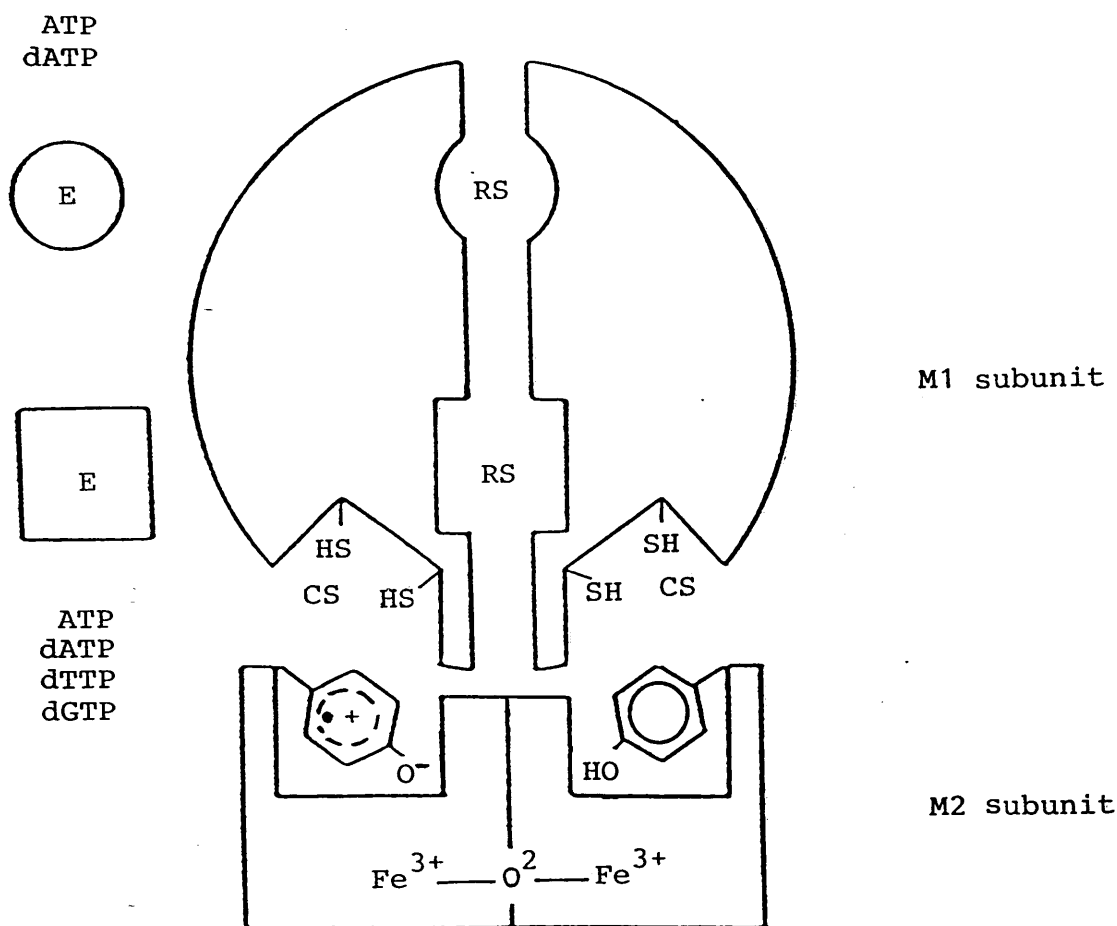 ATP
dATP
E
RS
M1 subunit
E
RS
HS
SH
CS
HS
SH
CS
ATP
dATP
dTTP
dGTP
+
O-
HO
M2 subunit
Fe3+—O2—Fe3+